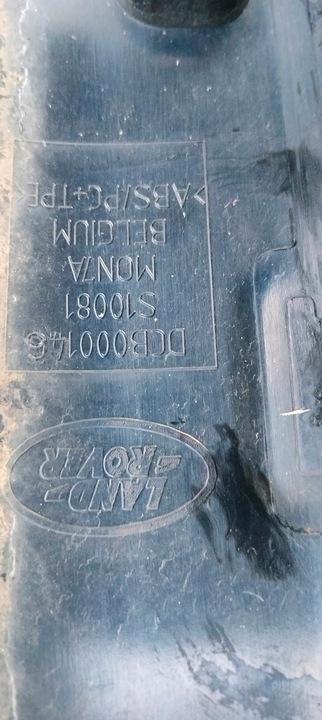 LAND-
-ROVER
DCB000146
S10081
MON7A
BELGIUM
>ABS/PC+TPE<